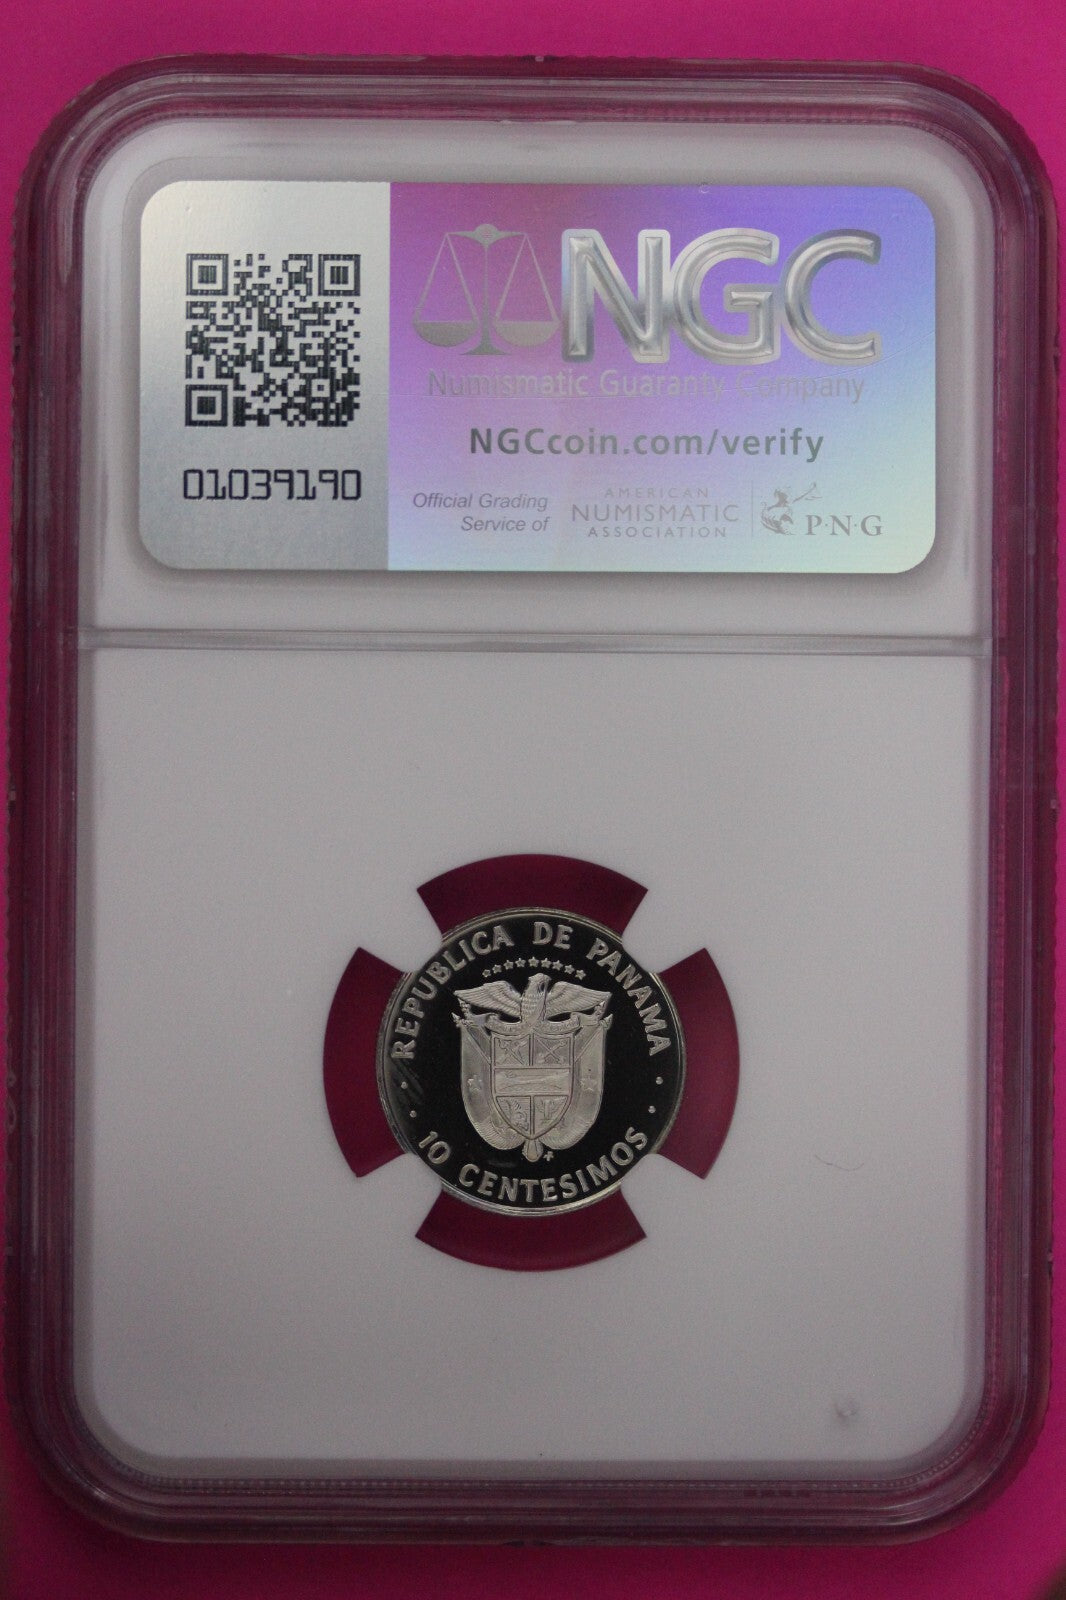 NGC
Numismatic Guaranty Company
NGCcoin.com/verify
01039190
Official Grading
Service of
AMERICAN
NUMISMATIC
ASSOCIATION
P·N·G
REPUBLICA DE PANAMA
10 CENTESIMOS